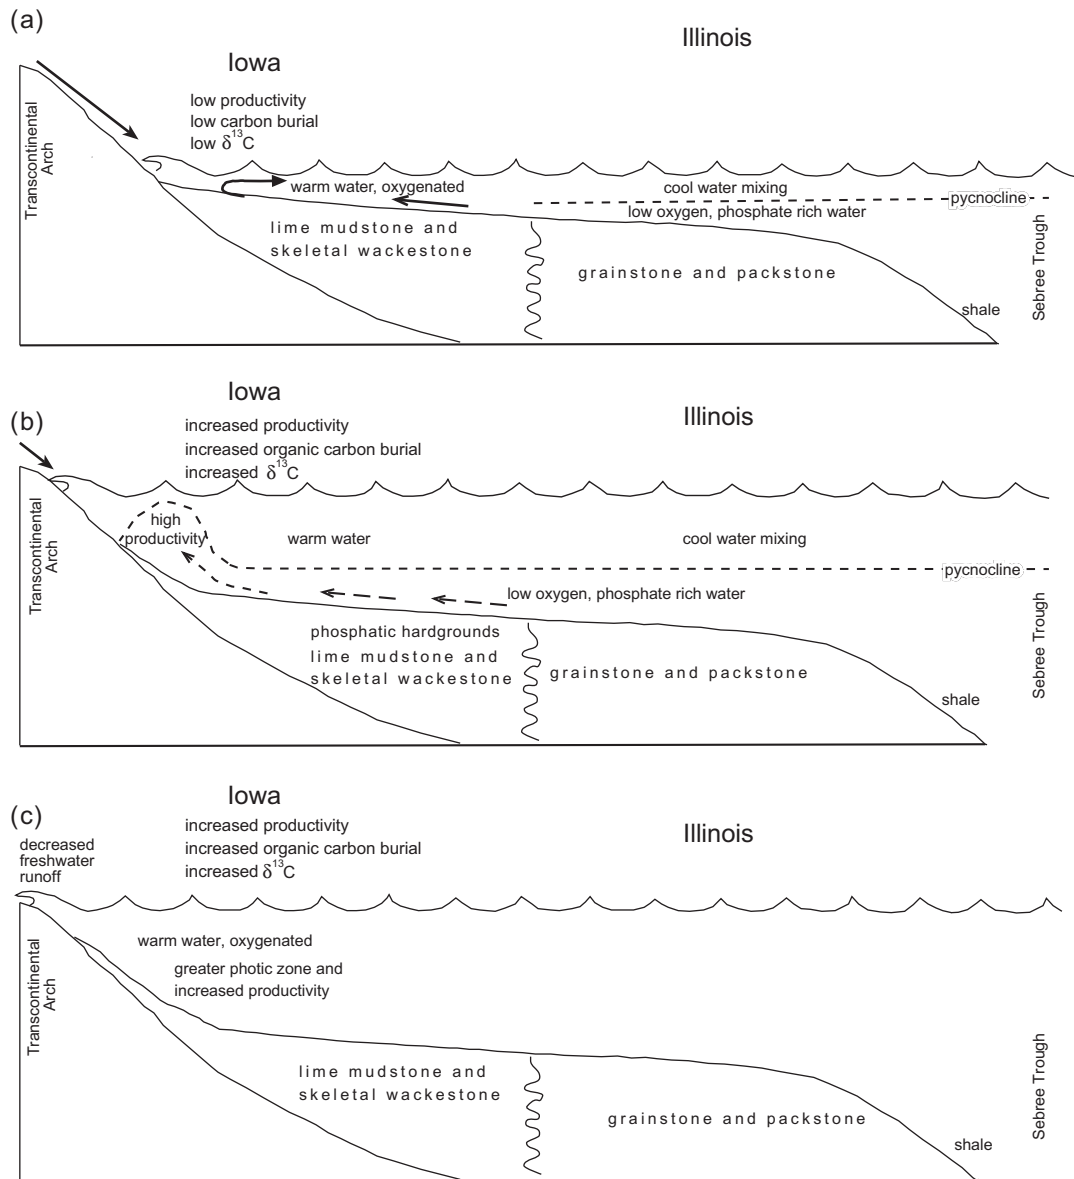 (a)
Illinois
Iowa
low productivity
low carbon burial
low δ13C
Transcontinental
Arch
warm water, oxygenated
cool water mixing
pycnocline
low oxygen, phosphate rich water
lime mudstone and
skeletal wackestone
grainstone and packstone
shale
Sebree Trough
(b)
Iowa
Illinois
increased productivity
increased organic carbon burial
increased δ13C
Transcontinental
Arch
high
productivity
warm water
cool water mixing
pycnocline
low oxygen, phosphate rich water
phosphatic hardgrounds
lime mudstone and
skeletal wackestone
grainstone and packstone
shale
Sebree Trough
(c)
Iowa
Illinois
decreased
freshwater
runoff
increased productivity
increased organic carbon burial
increased δ13C
Transcontinental
Arch
warm water, oxygenated
greater photic zone and
increased productivity
lime mudstone and
skeletal wackestone
grainstone and packstone
shale
Sebree Trough